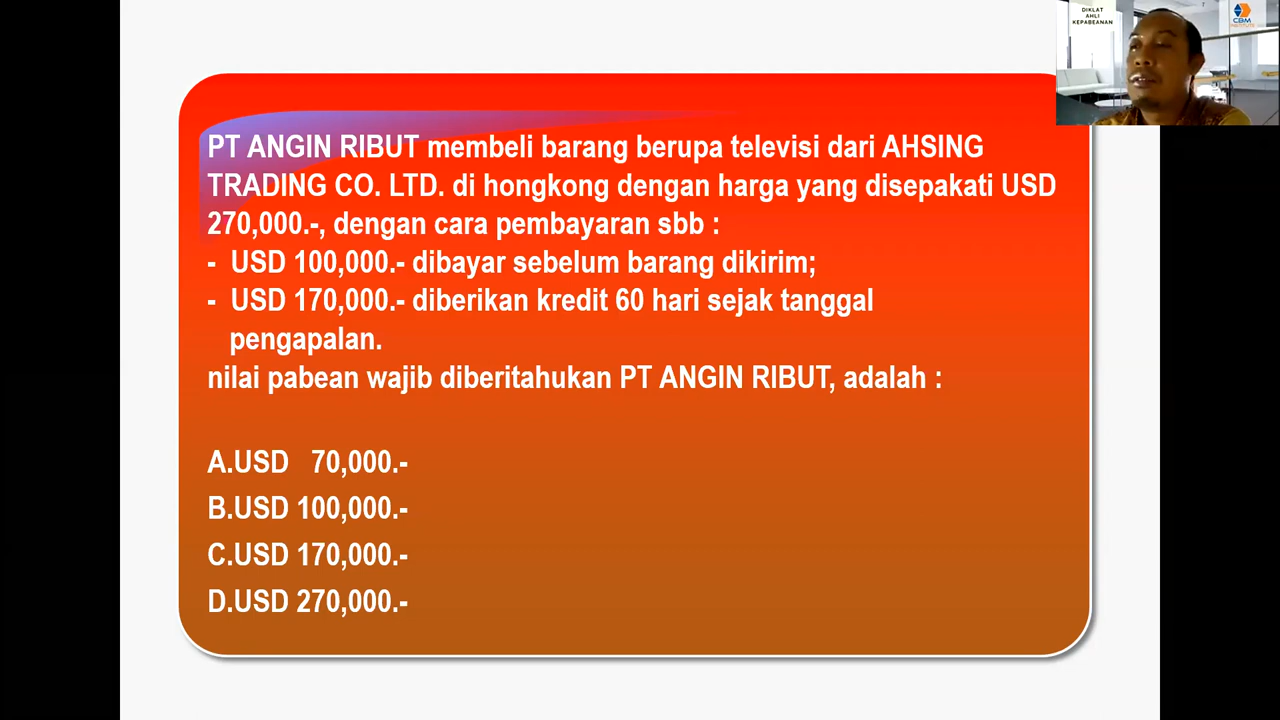 DIKLAT
AHLI
KEPABEANAN
CBM
INSTITUTE
PT ANGIN RIBUT membeli barang berupa televisi dari AHSING
TRADING CO. LTD. di hongkong dengan harga yang disepakati USD
270,000.-, dengan cara pembayaran sbb :
- USD 100,000.- dibayar sebelum barang dikirim;
- USD 170,000.- diberikan kredit 60 hari sejak tanggal
pengapalan.
nilai pabean wajib diberitahukan PT ANGIN RIBUT, adalah :
A.USD 70,000.-
B.USD 100,000.-
C.USD 170,000.-
D.USD 270,000.-